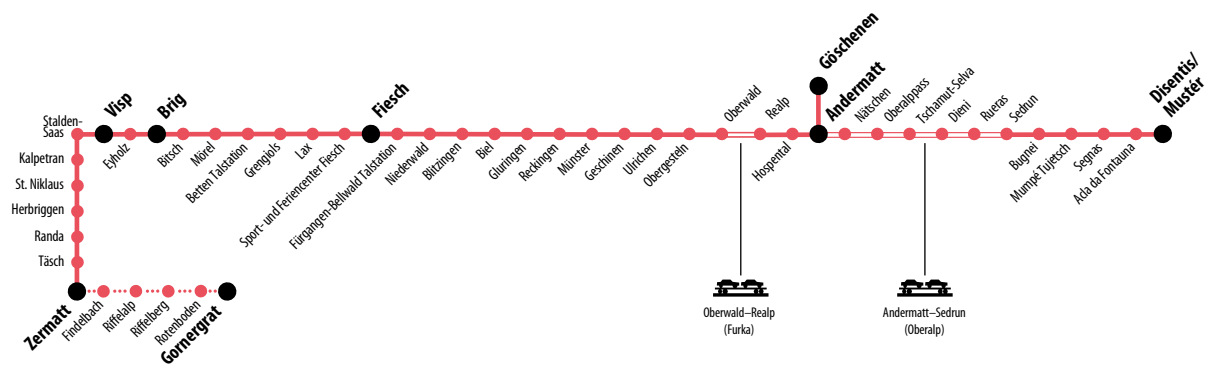 Stalden-
Saas
Kalpetran
St. Niklaus
Herbriggen
Randa
Täsch
Zermatt
Findelbach
Riffelalp
Riffelberg
Rotenboden
Gornergrat
Visp
Eyholz
Brig
Bitsch
Mörel
Betten Talstation
Grengiols
Lax
Sport- und Feriencenter Fiesch
Fiesch
Fürgangen-Bellwald Talstation
Niederwald
Blitzingen
Biel
Gluringen
Reckingen
Münster
Geschinen
Ulrichen
Obergesteln
Oberwald
Realp
Hospental
Göschenen
Andermatt
Nätschen
Oberalppass
Tschamut-Selva
Dieni
Rueras
Sedrun
Bugnei
Mumpé Tujetsch
Segnas
Acla da Fontauna
Disentis/
Mustér
Oberwald–Realp
(Furka)
Andermatt–Sedrun
(Oberalp)